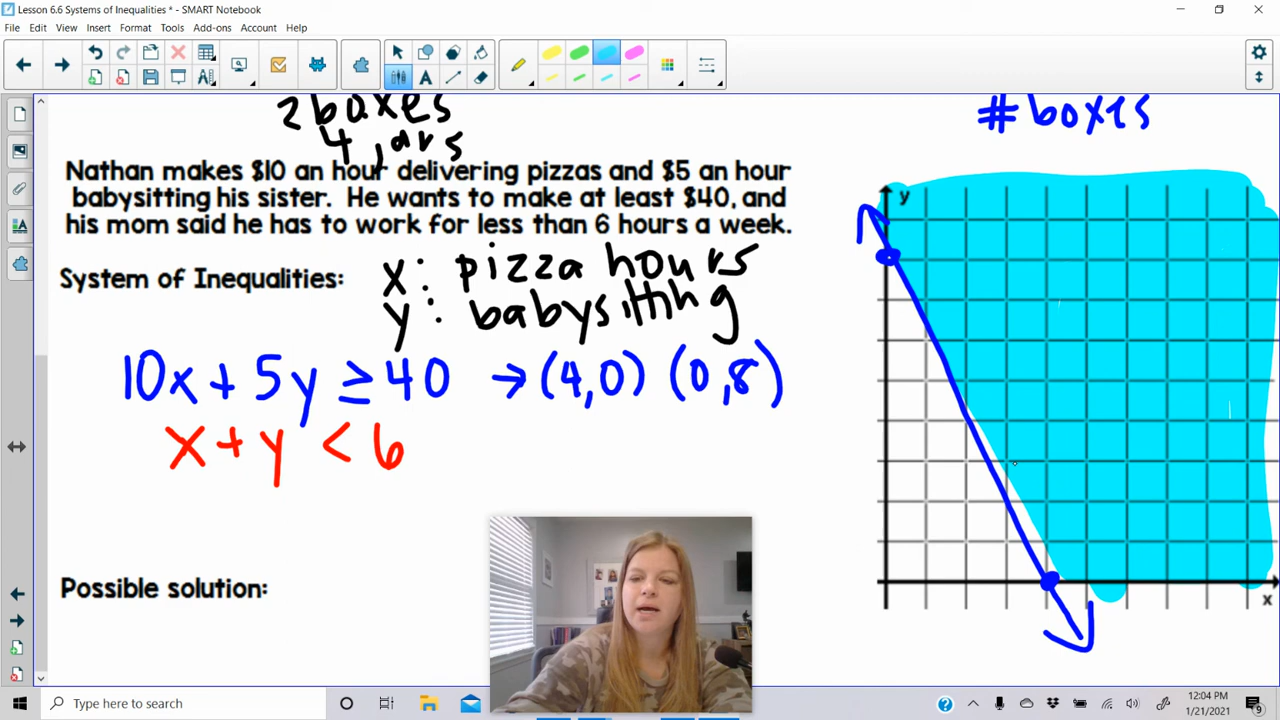 Lesson 6.6 Systems of Inequalities * - SMART Notebook
File Edit View Insert Format Tools Add-ons Account Help
2 boxes
# boxes
Nathan makes $10 an hour delivering pizzas and $5 an hour
babysitting his sister. He wants to make at least $40, and
his mom said he has to work for less than 6 hours a week.
System of Inequalities:
x: pizza hours
y: babysitting
10x + 5y ≥ 40 → (4,0) (0,8)
x + y < 6
Possible solution:
y
x
Type here to search
12:04 PM
1/21/2021
9